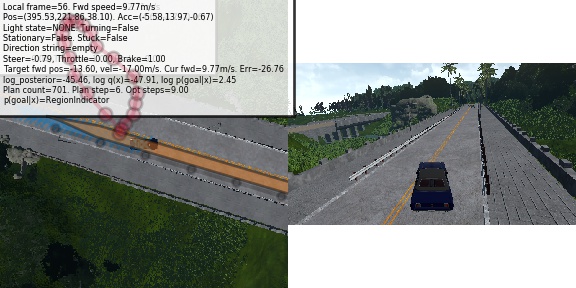 Local frame=56. Fwd speed=9.77m/s
Pos=(395.53,221.86,38.10). Acc=(-5.58,13.97,-0.67)
Light state=NONE. Turning=False
Stationary=False. Stuck=False
Direction string=empty
Steer=-0.79, Throttle=0.00, Brake=1.00
Target fwd pos=-13.60, vel=-17.00m/s. Cur fwd=9.77m/s. Err=-26.76
log_posterior=-45.46, log q(x)=-47.91, log p(goal|x)=2.45
Plan count=701. Plan step=6. Opt steps=9.00
p(goal|x)=RegionIndicator